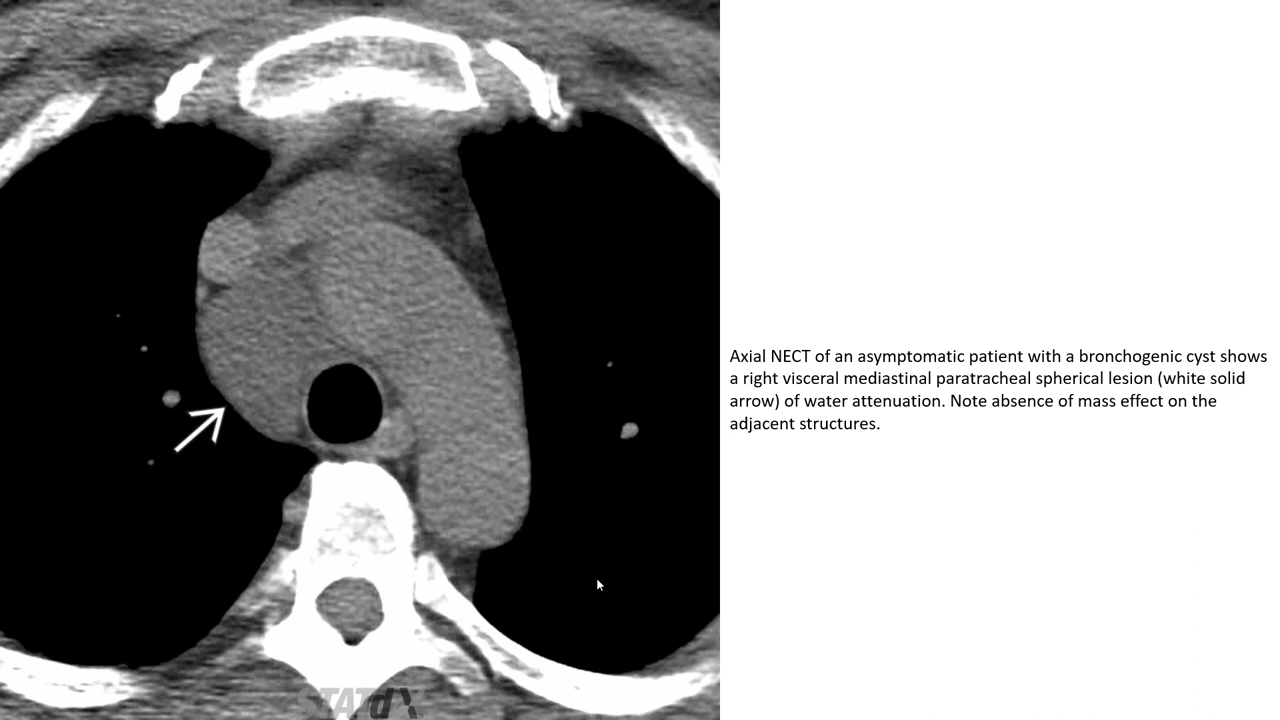 Axial NECT of an asymptomatic patient with a bronchogenic cyst shows
a right visceral mediastinal paratracheal spherical lesion (white solid
arrow) of water attenuation. Note absence of mass effect on the
adjacent structures.
STATdX